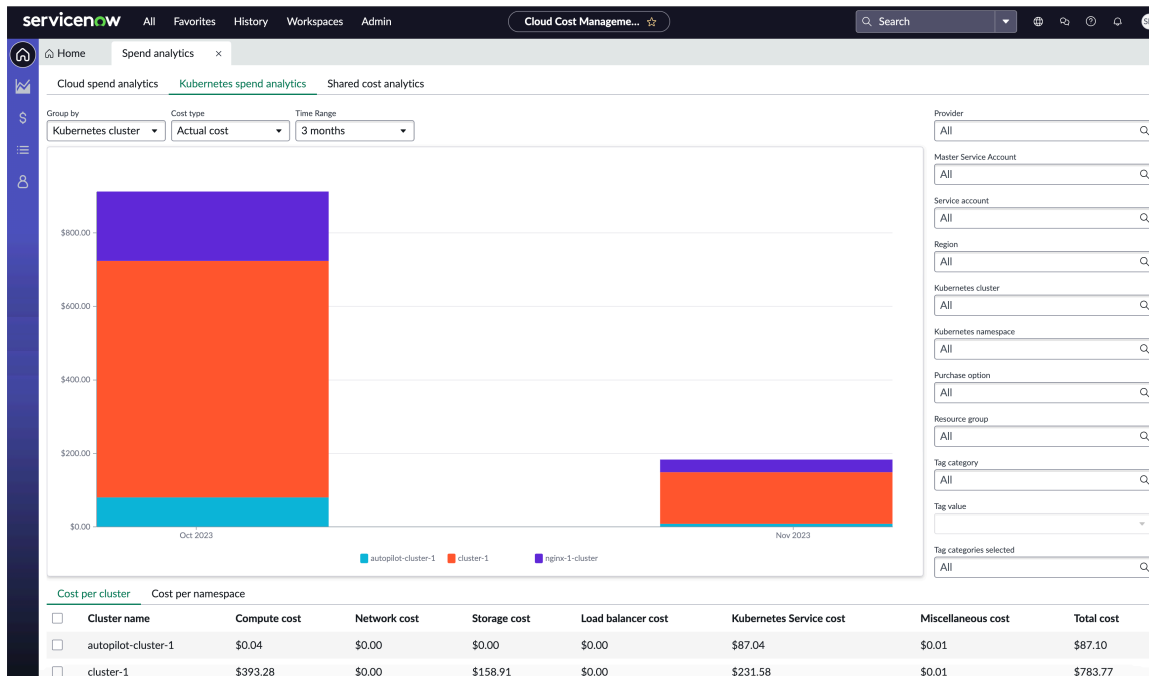 servicenow All Favorites History Workspaces Admin Cloud Cost Manageme... Search
Home Spend analytics ×
Cloud spend analytics Kubernetes spend analytics Shared cost analytics
Group by Cost type Time Range
Kubernetes cluster Actual cost 3 months
Provider
All
Master Service Account
All
Service account
All
Region
All
Kubernetes cluster
All
Kubernetes namespace
All
Purchase option
All
Resource group
All
Tag category
All
Tag value
Tag categories selected
All
$800.00
$600.00
$400.00
$200.00
$0.00
Oct 2023 Nov 2023
autopilot-cluster-1 cluster-1 nginx-1-cluster
Cost per cluster Cost per namespace
Cluster name Compute cost Network cost Storage cost Load balancer cost Kubernetes Service cost Miscellaneous cost Total cost
autopilot-cluster-1 $0.04 $0.00 $0.00 $0.00 $87.04 $0.01 $87.10
cluster-1 $393.28 $0.00 $158.91 $0.00 $231.58 $0.01 $783.77